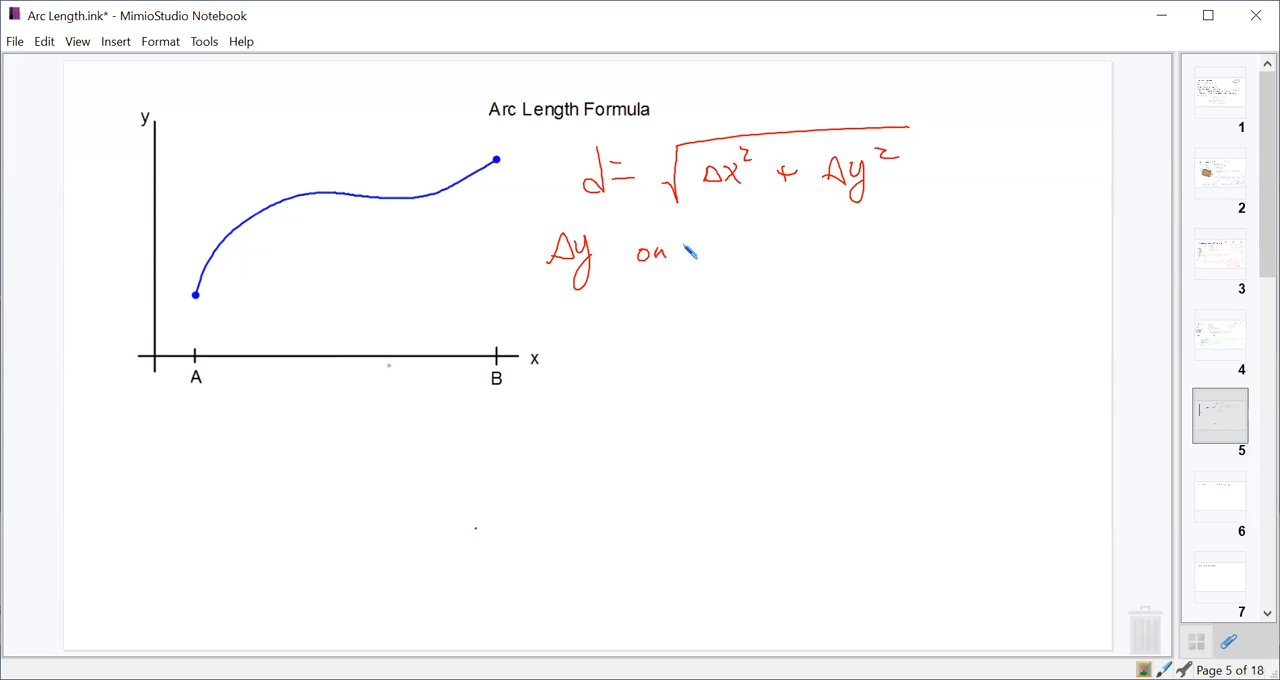 Arc Length.ink* - MimioStudio Notebook
File Edit View Insert Format Tools Help
Arc Length Formula
y
d = √(Δx² + Δy²)
Δy on
x
A
B
1
2
3
4
5
6
7
Page 5 of 18